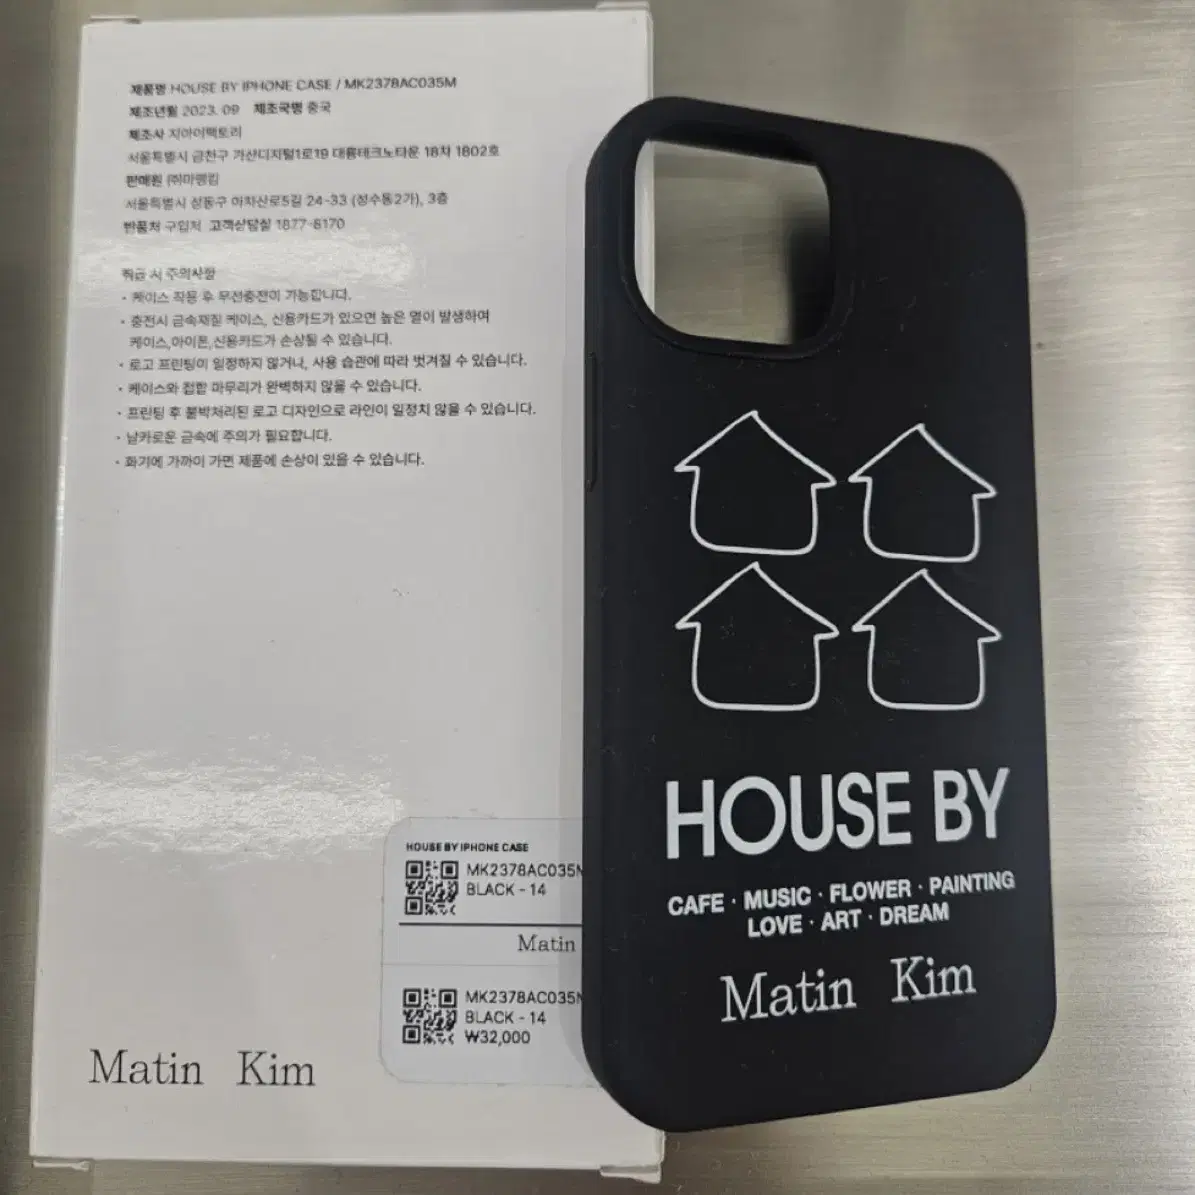 제품명 HOUSE BY IPHONE CASE / MK2378AC035M
제조년월 2023. 09 제조국명 중국
제조사 지아이팩토리
서울특별시 금천구 가산디지털1로19 대륭테크노타운 18차 1802호
판매원 (주)마뗑킴
서울특별시 성동구 아차산로5길 24-33 (성수동2가), 3층
반품처 구입처 고객상담실 1877-8170
취급 시 주의사항
· 케이스 착용 후 무선충전이 가능합니다.
· 충전시 금속재질 케이스, 신용카드가 있으면 높은 열이 발생하여
케이스,아이폰,신용카드가 손상될 수 있습니다.
· 로고 프린팅이 일정하지 않거나, 사용 습관에 따라 벗겨질 수 있습니다.
· 케이스와 접합 마무리가 완벽하지 않을 수 있습니다.
· 프린팅 후 불박처리된 로고 디자인으로 라인이 일정치 않을 수 있습니다.
· 날카로운 금속에 주의가 필요합니다.
· 화기에 가까이 가면 제품에 손상이 있을 수 있습니다.
HOUSE BY IPHONE CASE
MK2378AC035M
BLACK - 14
Matin
MK2378AC035M
BLACK - 14
₩32,000
Matin Kim
HOUSE BY
CAFE · MUSIC · FLOWER · PAINTING
LOVE · ART · DREAM
Matin Kim